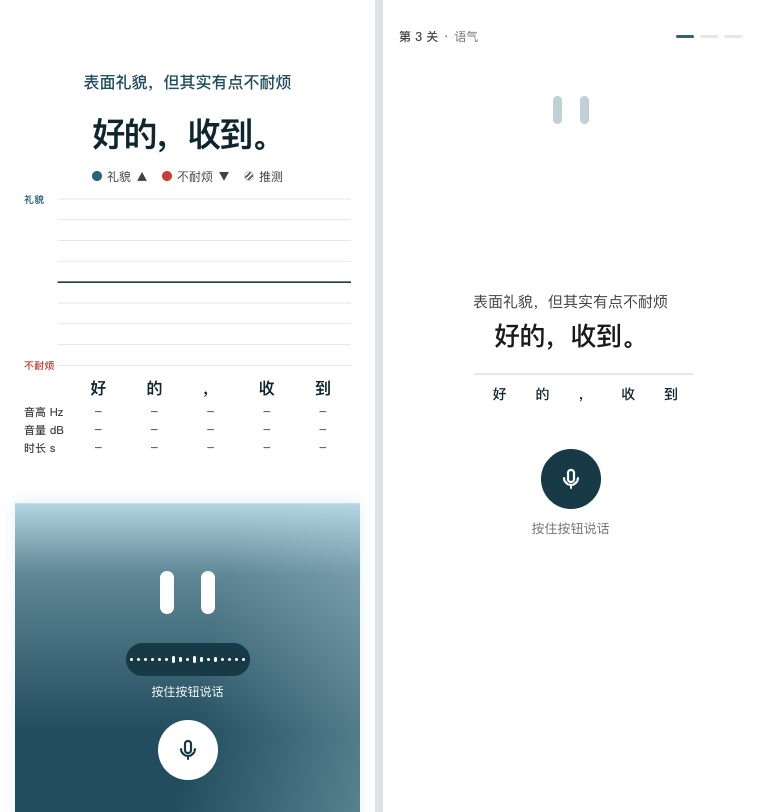 表面礼貌，但其实有点不耐烦
好的，收到。
礼貌 ▲ 不耐烦 ▼ 推测
礼貌
不耐烦
好 的 ， 收 到
音高 Hz – – – – –
音量 dB – – – – –
时长 s – – – – –
按住按钮说话
第 3 关 · 语气
表面礼貌，但其实有点不耐烦
好的，收到。
好 的 ， 收 到
按住按钮说话